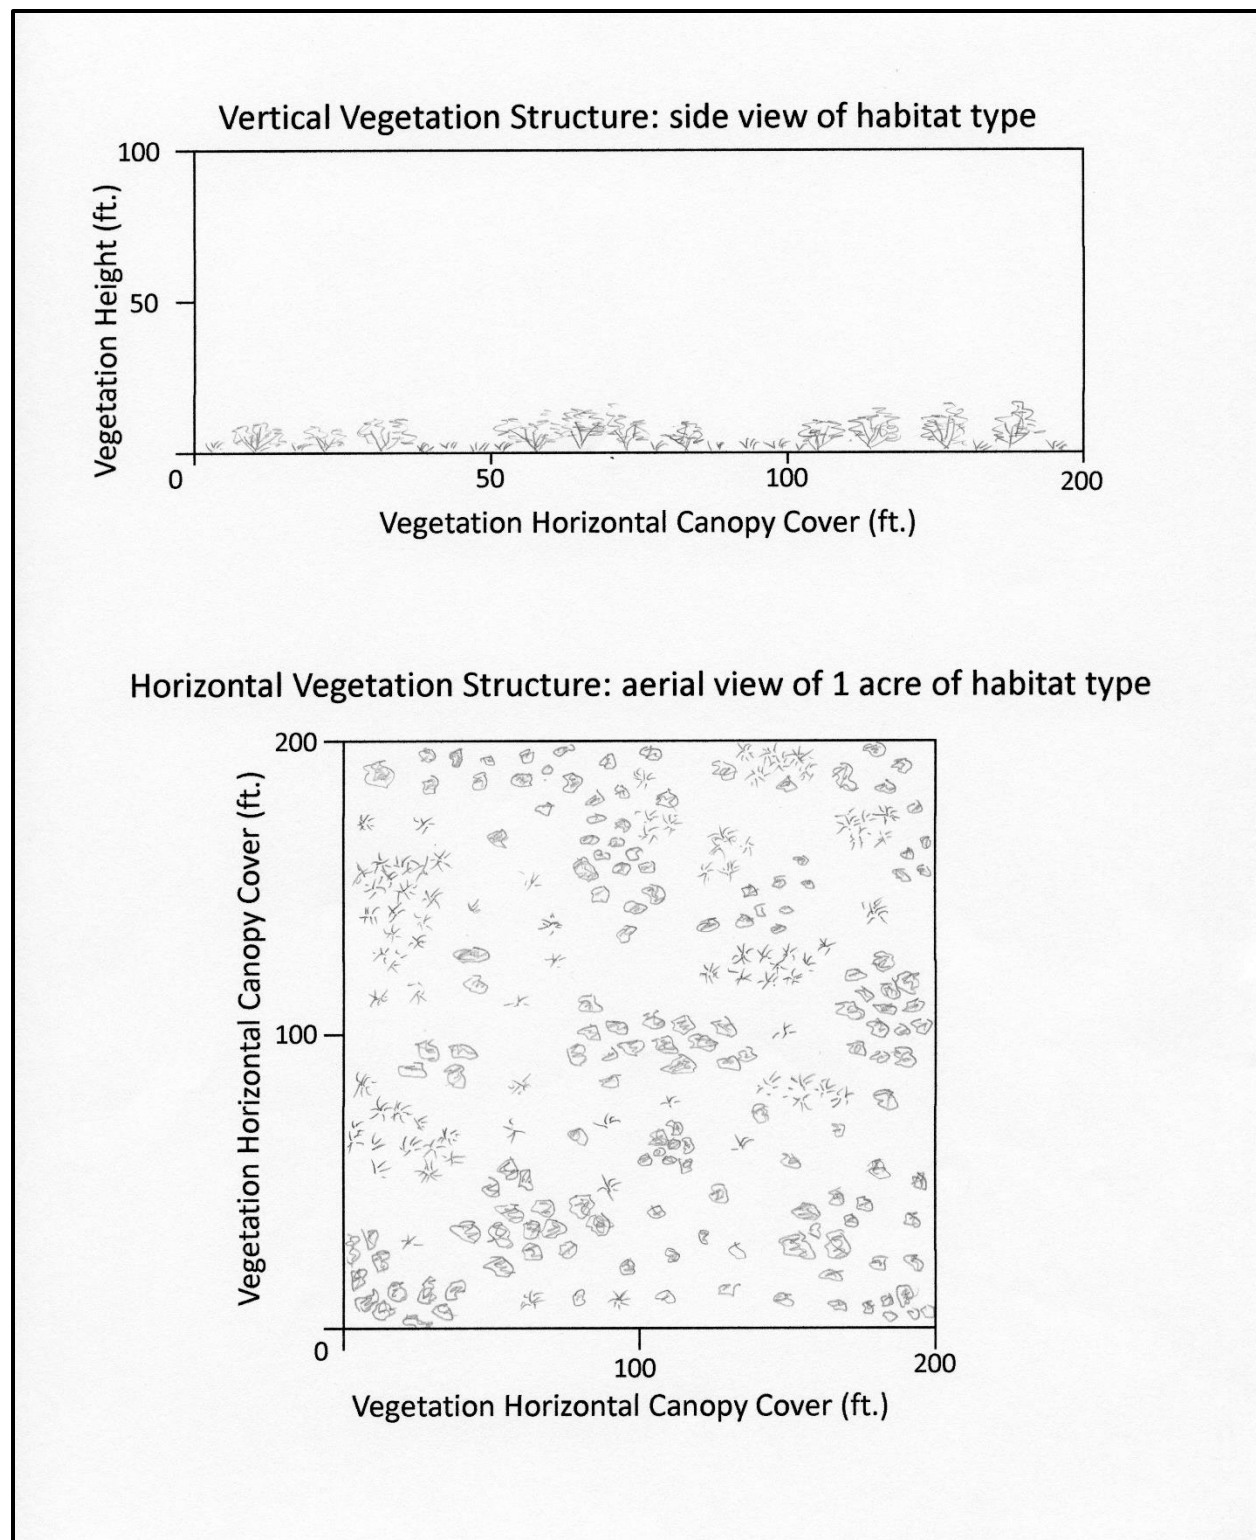 Vertical Vegetation Structure: side view of habitat type
100
50
0
50
100
200
Vegetation Height (ft.)
Vegetation Horizontal Canopy Cover (ft.)
Horizontal Vegetation Structure: aerial view of 1 acre of habitat type
200
100
0
100
200
Vegetation Horizontal Canopy Cover (ft.)
Vegetation Horizontal Canopy Cover (ft.)